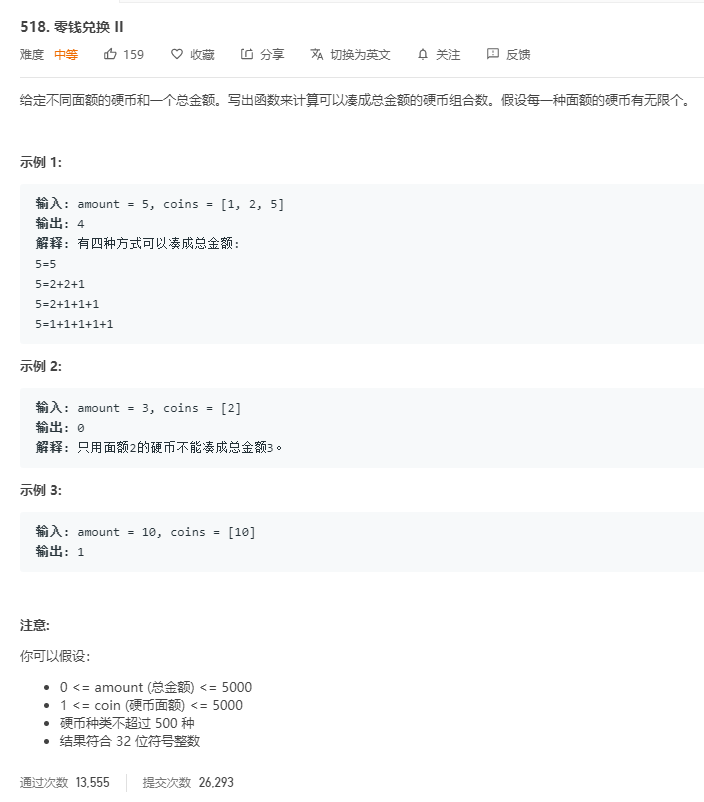 518. 零钱兑换 II
难度 中等 159 收藏 分享 切换为英文 关注 反馈
给定不同面额的硬币和一个总金额。写出函数来计算可以凑成总金额的硬币组合数。假设每一种面额的硬币有无限个。
示例 1:
输入: amount = 5, coins = [1, 2, 5]
输出: 4
解释: 有四种方式可以凑成总金额:
5=5
5=2+2+1
5=2+1+1+1
5=1+1+1+1+1
示例 2:
输入: amount = 3, coins = [2]
输出: 0
解释: 只用面额2的硬币不能凑成总金额3。
示例 3:
输入: amount = 10, coins = [10]
输出: 1
注意:
你可以假设:
• 0 <= amount (总金额) <= 5000
• 1 <= coin (硬币面额) <= 5000
• 硬币种类不超过 500 种
• 结果符合 32 位符号整数
通过次数 13,555 提交次数 26,293